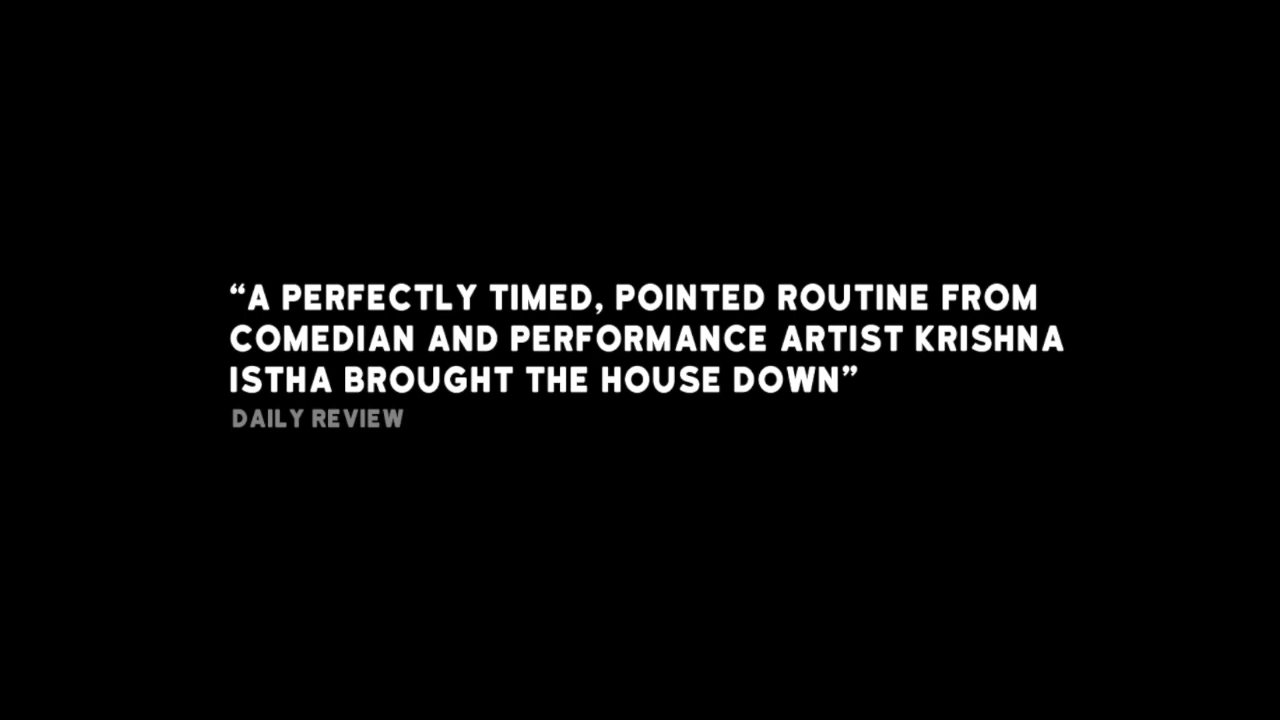 “A PERFECTLY TIMED, POINTED ROUTINE FROM
COMEDIAN AND PERFORMANCE ARTIST KRISHNA
ISTHA BROUGHT THE HOUSE DOWN”
DAILY REVIEW